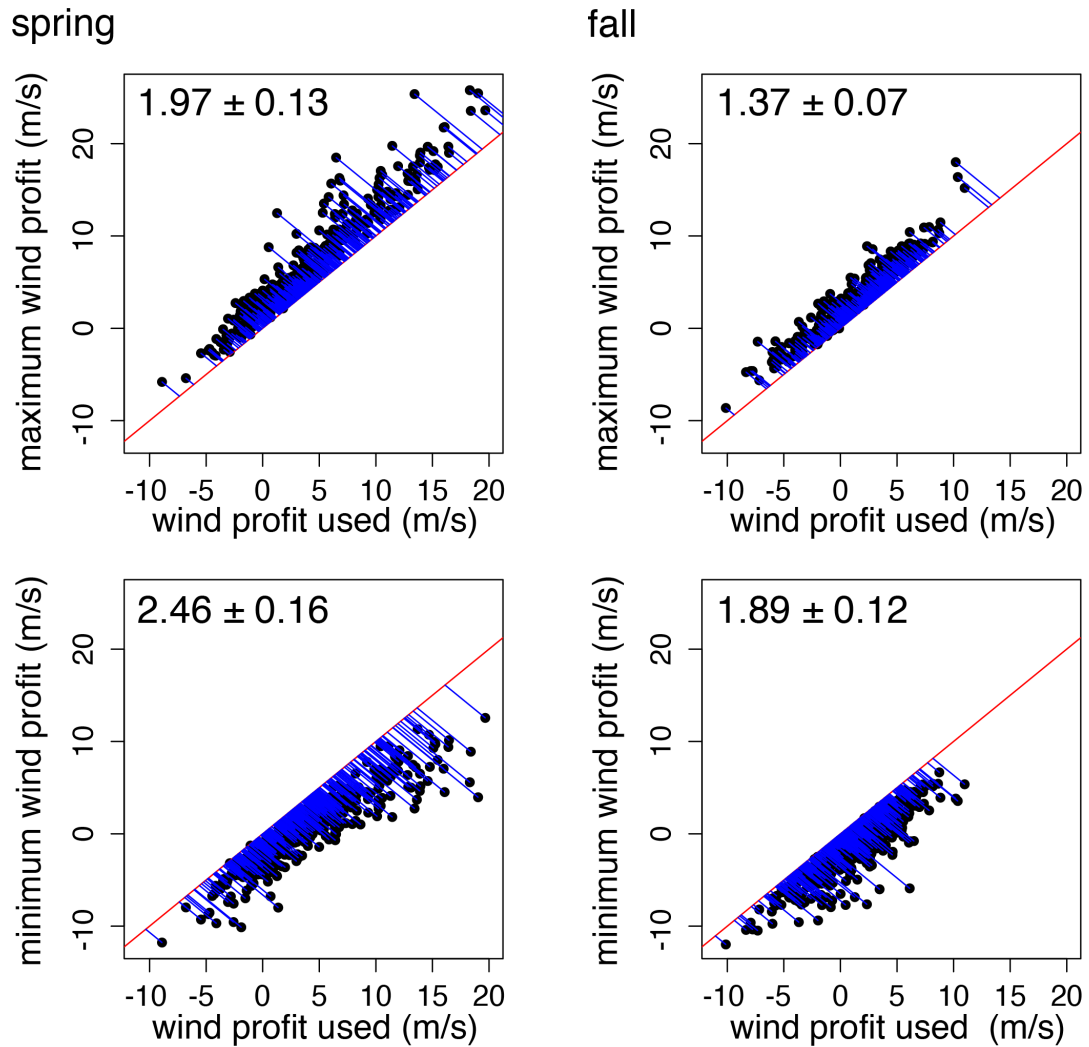 spring
fall
1.97 ± 0.13
maximum wind profit (m/s)
20
10
0
-10
-10 -5 0 5 10 15 20
wind profit used (m/s)
1.37 ± 0.07
maximum wind profit (m/s)
20
10
0
-10
-10 -5 0 5 10 15 20
wind profit used (m/s)
2.46 ± 0.16
minimum wind profit (m/s)
20
10
0
-10
-10 -5 0 5 10 15 20
wind profit used (m/s)
1.89 ± 0.12
minimum wind profit (m/s)
20
10
0
-10
-10 -5 0 5 10 15 20
wind profit used (m/s)